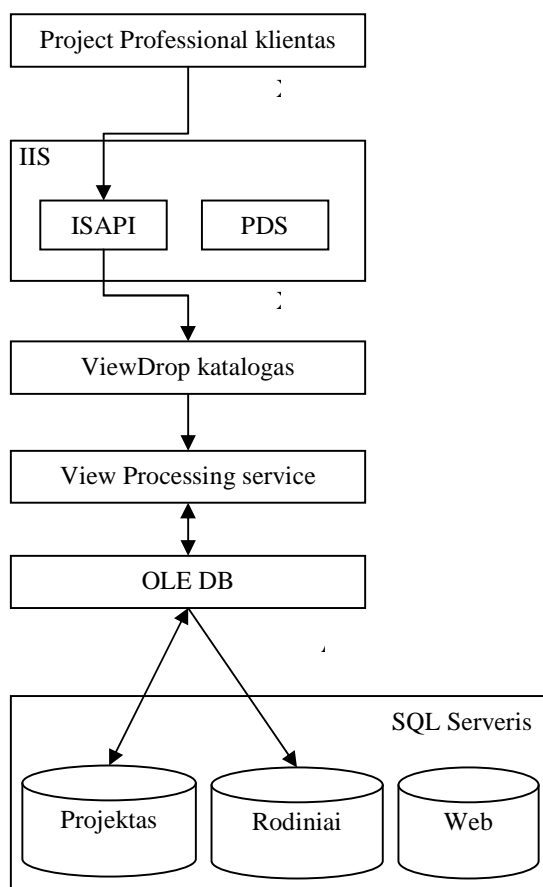 Project Professional klientas
IIS
ISAPI
PDS
ViewDrop katalogas
View Processing service
OLE DB
SQL Serveris
Projektas
Rodiniai
Web